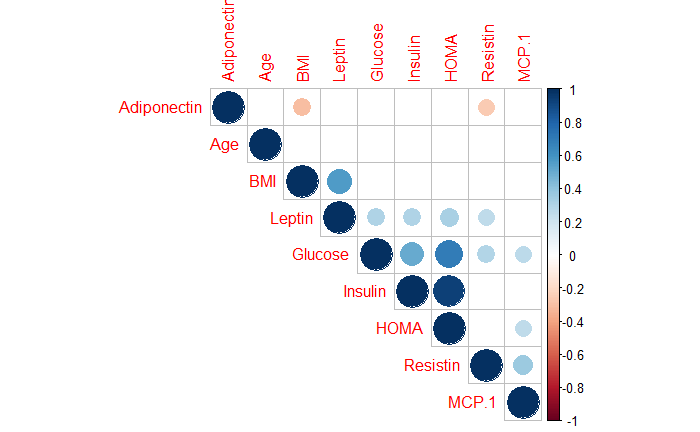 Adiponectin
Age
BMI
Leptin
Glucose
Insulin
HOMA
Resistin
MCP.1
Adiponectin
Age
BMI
Leptin
Glucose
Insulin
HOMA
Resistin
MCP.1
1
0.8
0.6
0.4
0.2
0
-0.2
-0.4
-0.6
-0.8
-1